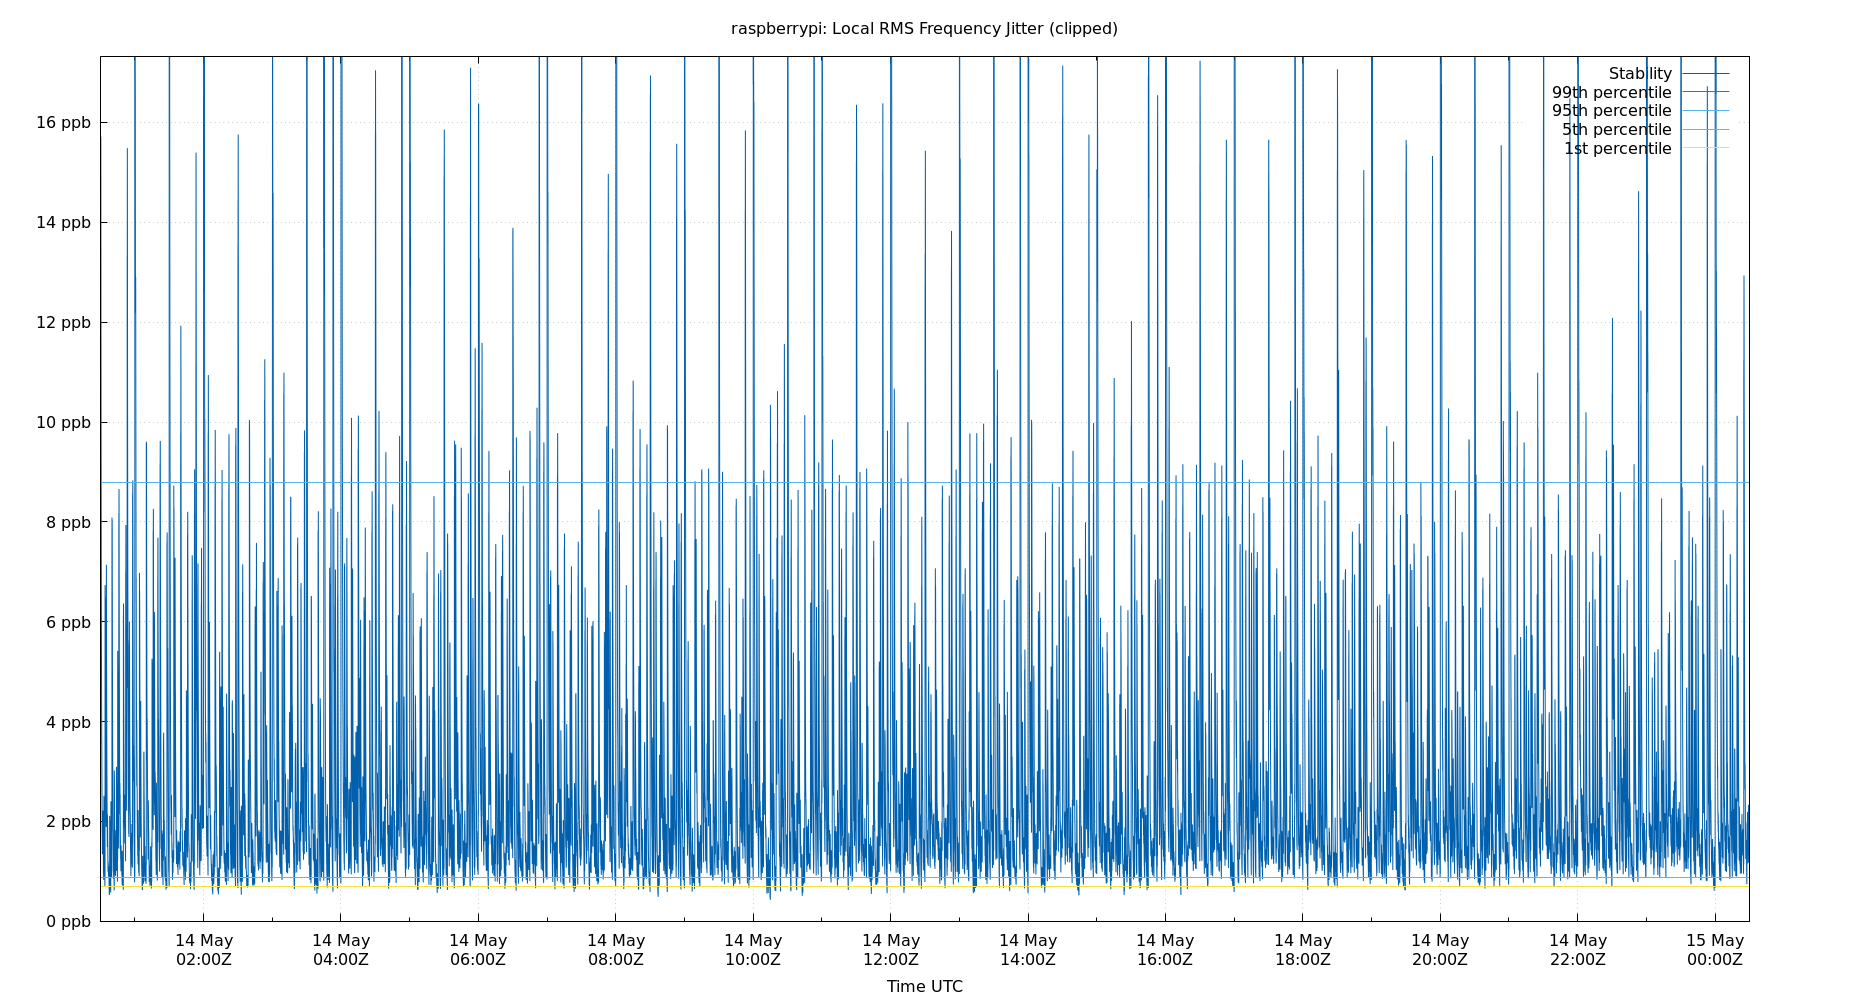 raspberrypi: Local RMS Frequency Jitter (clipped)
Stability
99th percentile
95th percentile
5th percentile
1st percentile
16 ppb
14 ppb
12 ppb
10 ppb
8 ppb
6 ppb
4 ppb
2 ppb
0 ppb
14 May 14 May 14 May 14 May 14 May 14 May 14 May 14 May 14 May 14 May 14 May 15 May
02:00Z 04:00Z 06:00Z 08:00Z 10:00Z 12:00Z 14:00Z 16:00Z 18:00Z 20:00Z 22:00Z 00:00Z
Time UTC